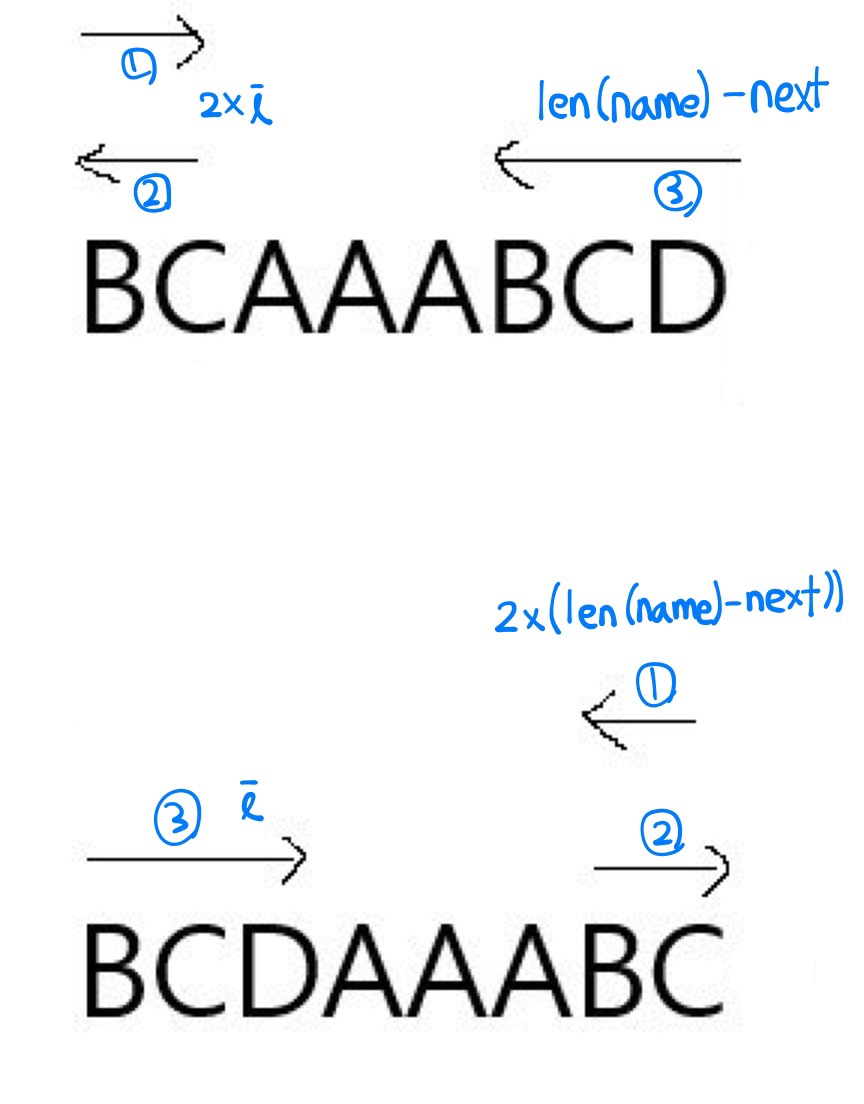 ①
2×i
len(name)-next
②
③
BCAAABCD
2×(len(name)-next))
①
③ i
②
BCDAAABC